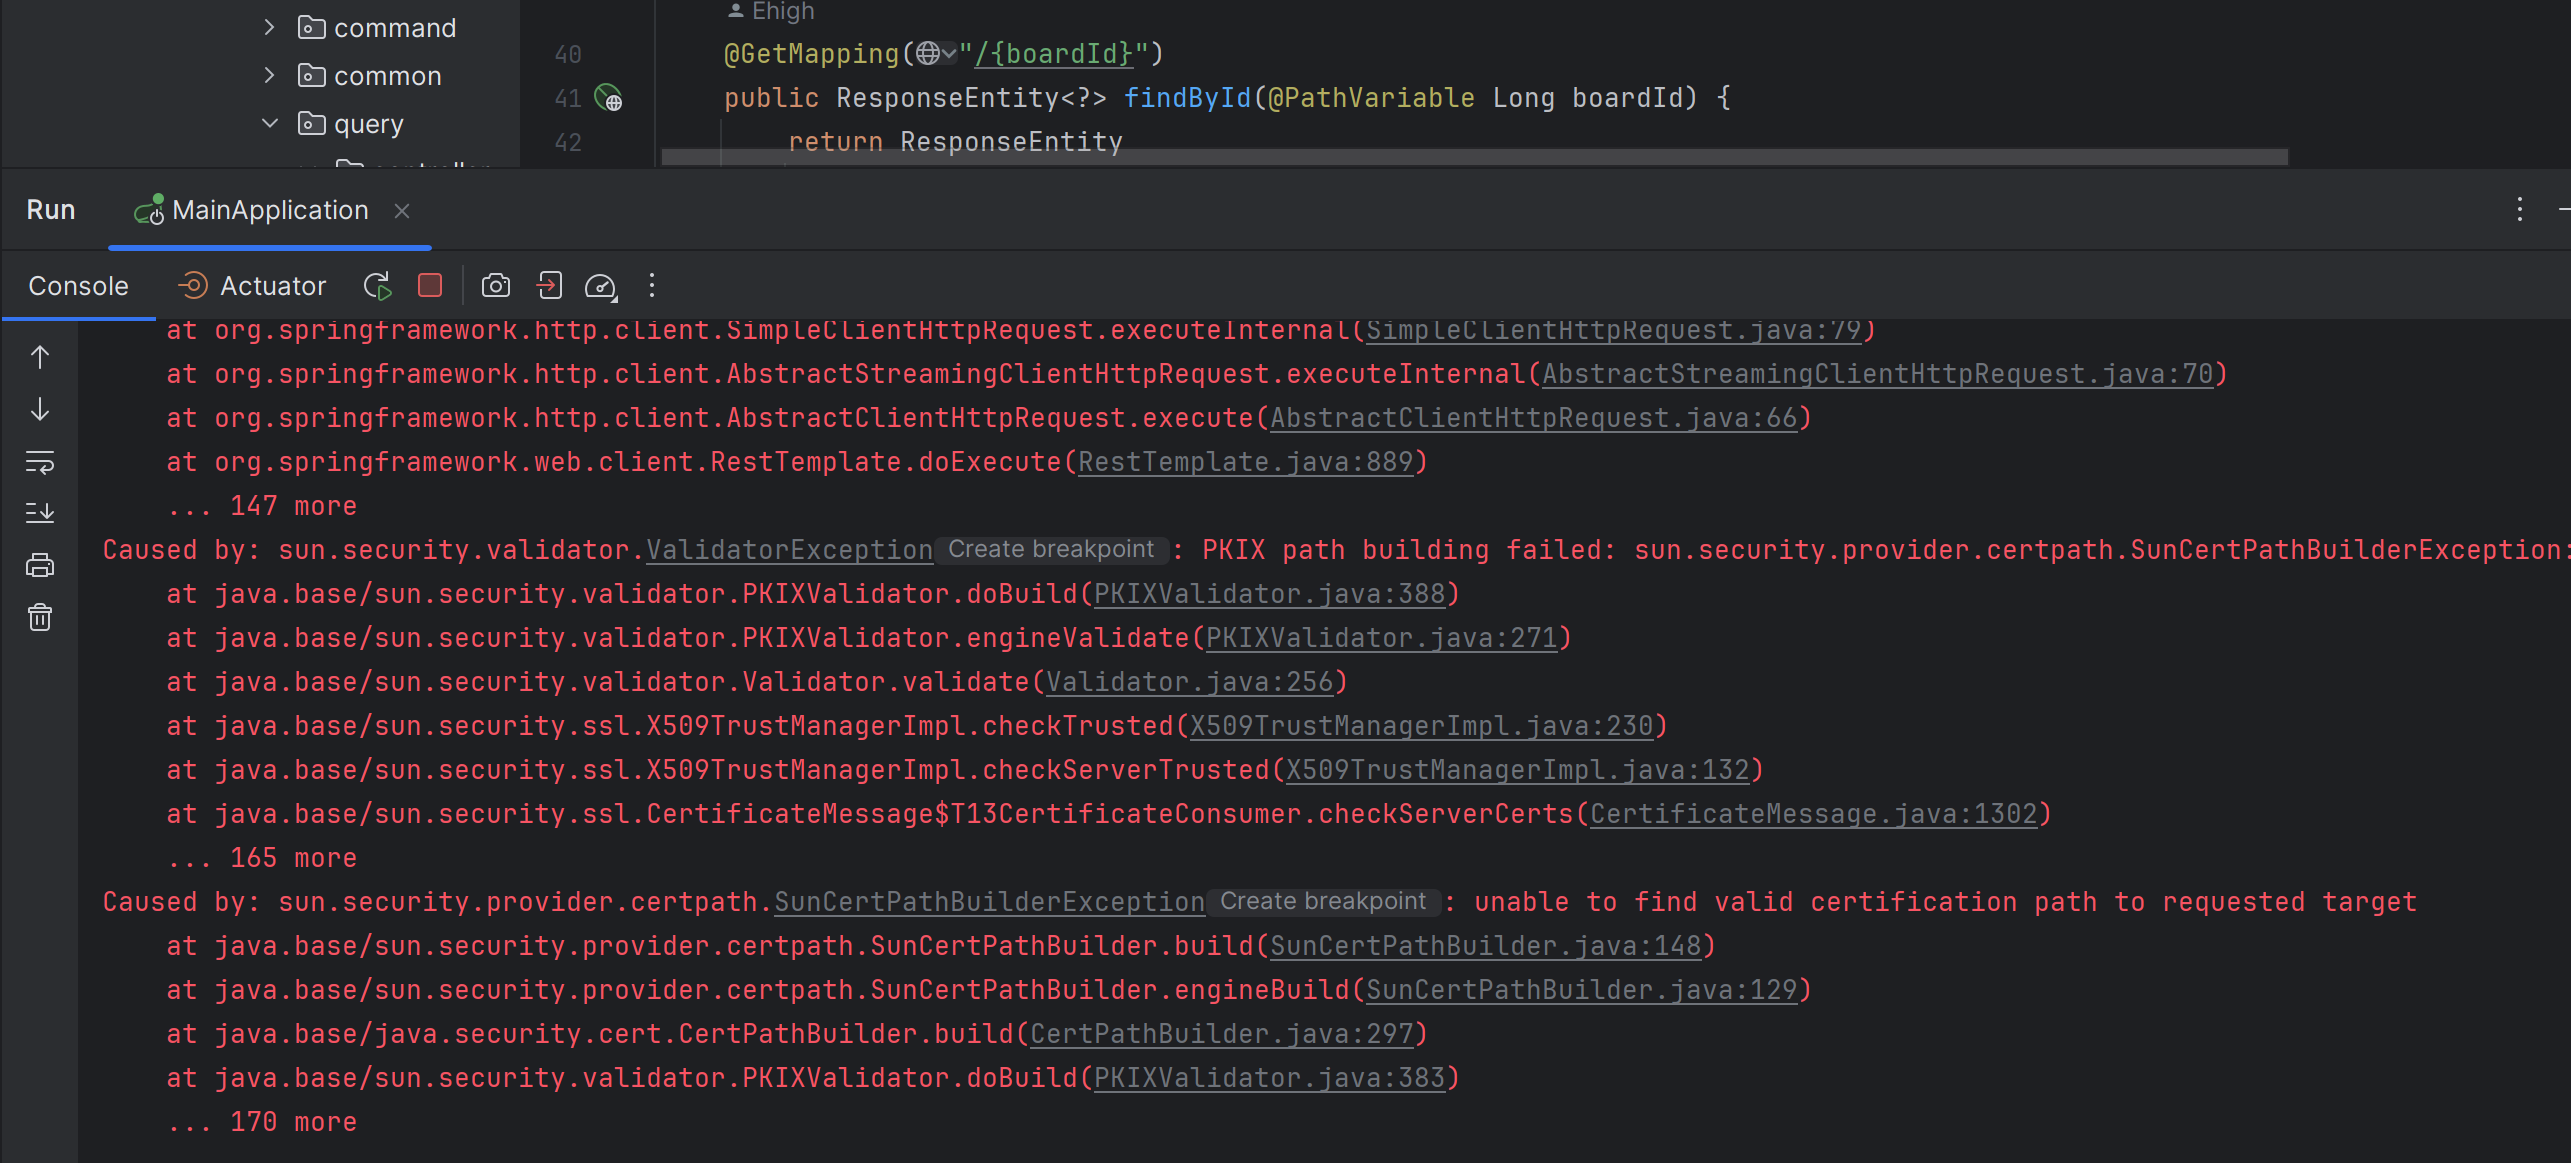 command
common
query
Ehigh
40 @GetMapping("/{boardId}")
41 public ResponseEntity<?> findById(@PathVariable Long boardId) {
42 return ResponseEntity
Run MainApplication
Console Actuator
at org.springframework.http.client.SimpleClientHttpRequest.executeInternal(SimpleClientHttpRequest.java:79)
at org.springframework.http.client.AbstractStreamingClientHttpRequest.executeInternal(AbstractStreamingClientHttpRequest.java:70)
at org.springframework.http.client.AbstractClientHttpRequest.execute(AbstractClientHttpRequest.java:66)
at org.springframework.web.client.RestTemplate.doExecute(RestTemplate.java:889)
... 147 more
Caused by: sun.security.validator.ValidatorException Create breakpoint : PKIX path building failed: sun.security.provider.certpath.SunCertPathBuilderException:
at java.base/sun.security.validator.PKIXValidator.doBuild(PKIXValidator.java:388)
at java.base/sun.security.validator.PKIXValidator.engineValidate(PKIXValidator.java:271)
at java.base/sun.security.validator.Validator.validate(Validator.java:256)
at java.base/sun.security.ssl.X509TrustManagerImpl.checkTrusted(X509TrustManagerImpl.java:230)
at java.base/sun.security.ssl.X509TrustManagerImpl.checkServerTrusted(X509TrustManagerImpl.java:132)
at java.base/sun.security.ssl.CertificateMessage$T13CertificateConsumer.checkServerCerts(CertificateMessage.java:1302)
... 165 more
Caused by: sun.security.provider.certpath.SunCertPathBuilderException Create breakpoint : unable to find valid certification path to requested target
at java.base/sun.security.provider.certpath.SunCertPathBuilder.build(SunCertPathBuilder.java:148)
at java.base/sun.security.provider.certpath.SunCertPathBuilder.engineBuild(SunCertPathBuilder.java:129)
at java.base/java.security.cert.CertPathBuilder.build(CertPathBuilder.java:297)
at java.base/sun.security.validator.PKIXValidator.doBuild(PKIXValidator.java:383)
... 170 more